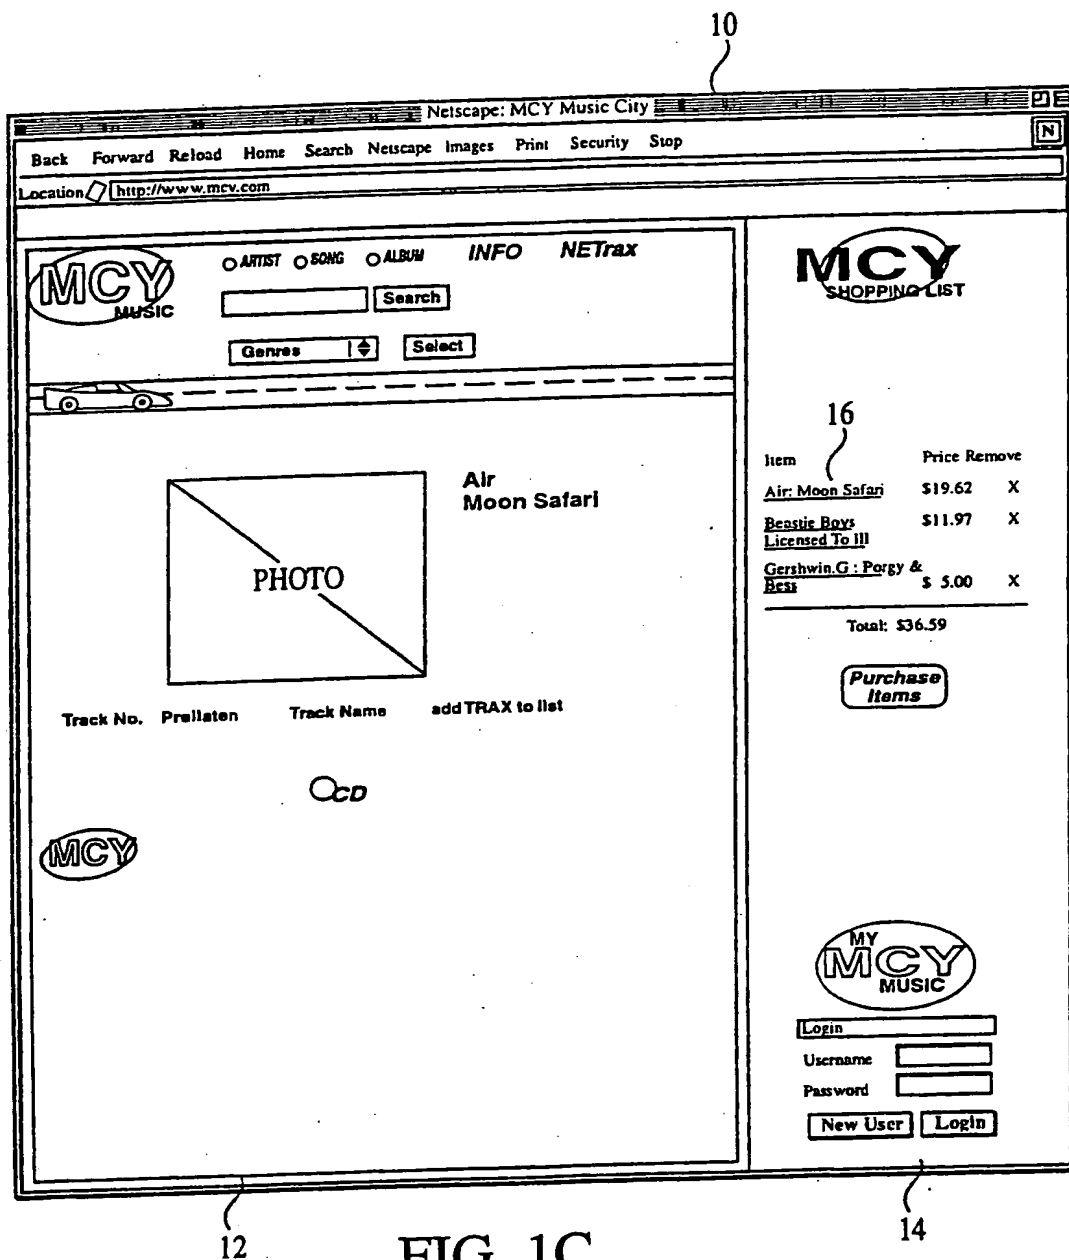 10
Netscape: MCY Music City
Back Forward Reload Home Search Netscape Images Print Security Stop
N
Location http://www.mcy.com
MCY
MUSIC
ARTIST SONG ALBUM INFO NETrax
Search
Genres Select
MCY
SHOPPING LIST
16
Item Price Remove
Air: Moon Safari $19.62 X
Beastie Boys $11.97 X
Licensed To Ill
Gershwin.G : Porgy &
Bess $ 5.00 X
Total: $36.59
Purchase
Items
Air
Moon Safari
PHOTO
Track No. Prellaten Track Name add TRAX to list
CD
MCY
MY
MCY
MUSIC
Login
Username
Password
New User Login
12
14
FIG. 1C